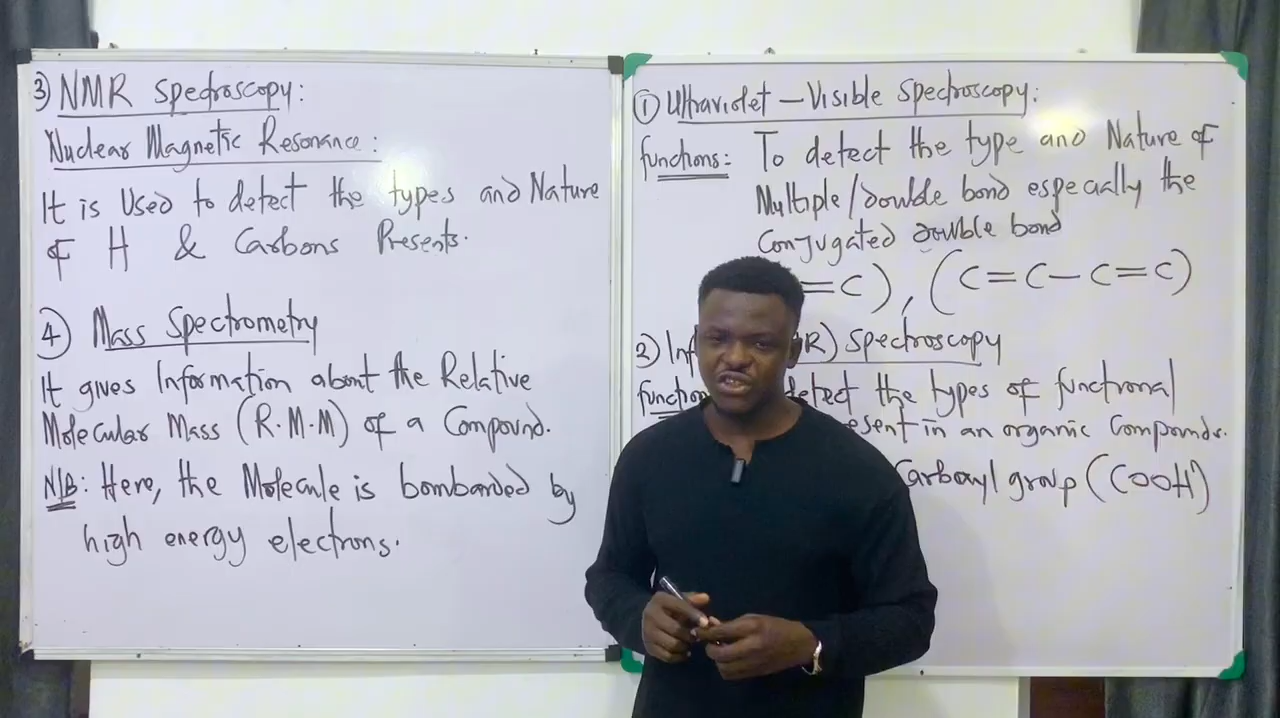 3) NMR Spectroscopy:
Nuclear Magnetic Resonance:
It is Used to detect the types and Nature
of H & Carbons Presents.
4) Mass Spectrometry
It gives Information about the Relative
Molecular Mass (R.M.M) of a Compound.
N/B: Here, the Molecule is bombarded by
high energy electrons.
1) Ultraviolet - Visible Spectroscopy:
functions: To detect the type and Nature of
Multiple/double bond especially the
Conjugated double bond
=C), (C=C-C=C)
2) Inf R) Spectroscopy
function detect the types of functional
esent in an organic Compounds.
group (COOH)